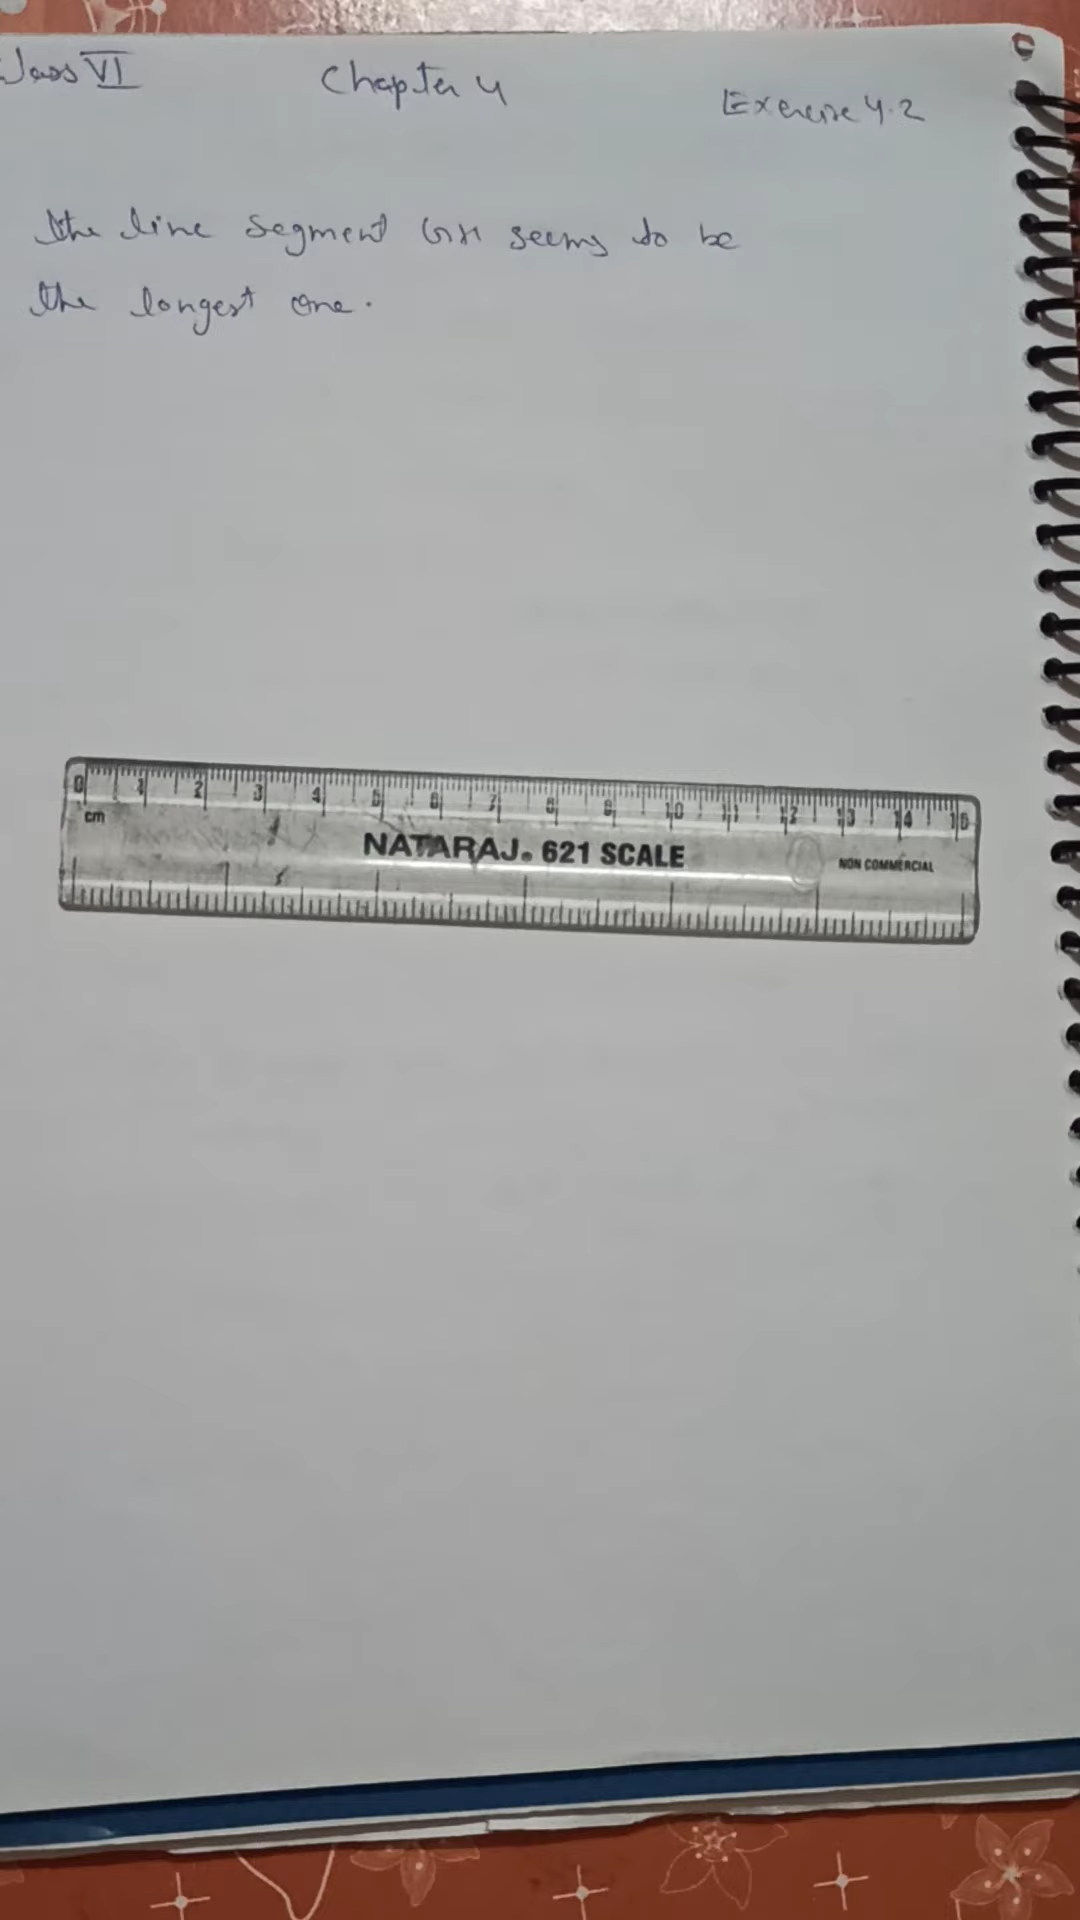 Class VI Chapter 4 Exercise 4.2
the line segment GH seems to be
the longest one.
0 1 2 3 4 5 6 7 8 9 10 11 12 13 14 15
cm
NATARAJ. 621 SCALE
NON COMMERCIAL